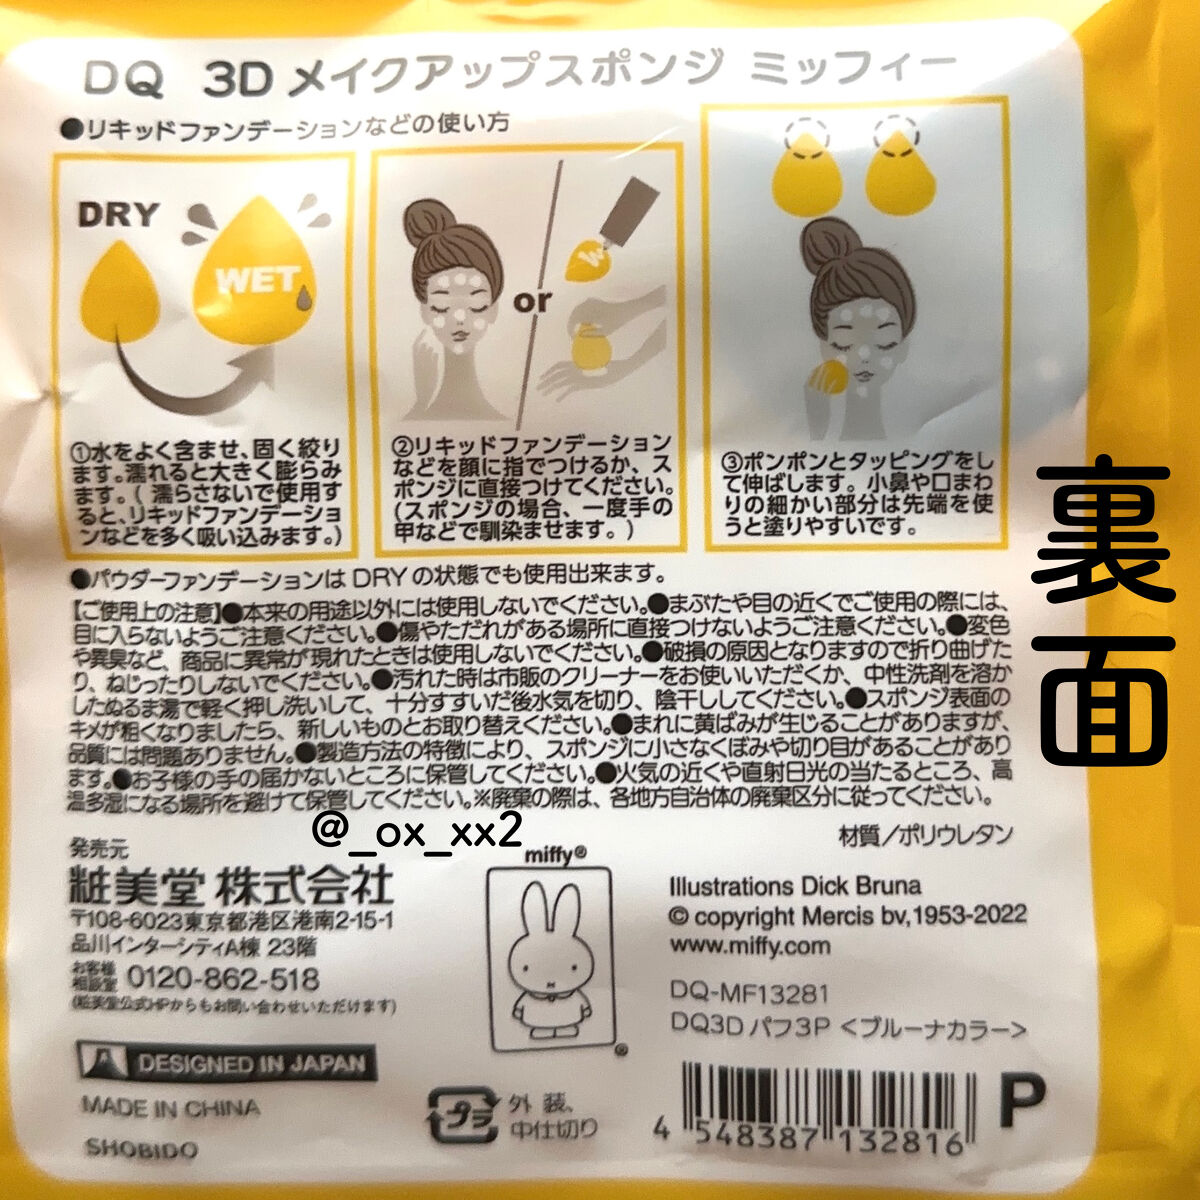 DQ 3D メイクアップスポンジ ミッフィー
●リキッドファンデーションなどの使い方
DRY
WET
①水をよく含ませ、固く絞り
ます。濡れると大きく膨らみ
ます。(濡らさないで使用す
ると、リキッドファンデーショ
ンなどを多く吸い込みます。)
or
W
②リキッドファンデーション
などを顔に指でつけるか、ス
ポンジに直接つけてください。
(スポンジの場合、一度手の
甲などで馴染ませます。)
③ポンポンとタッピングをし
て伸ばします。小鼻や口まわ
りの細かい部分は先端を使
うと塗りやすいです。
●パウダーファンデーションはDRYの状態でも使用出来ます。
【ご使用上の注意】●本来の用途以外には使用しないでください。●まぶたや目の近くでご使用の際には、
目に入らないようご注意ください。●傷やただれがある場所に直接つけないようご注意ください。●変色
や異臭など、商品に異常が現れたときは使用しないでください。●破損の原因となりますので折り曲げた
り、ねじったりしないでください。●汚れた時は市販のクリーナーをお使いいただくか、中性洗剤を溶か
したぬるま湯で軽く押し洗いして、十分すすいだ後水気を切り、陰干ししてください。●スポンジ表面の
キメが粗くなりましたら、新しいものとお取り替えください。●まれに黄ばみが生じることがありますが、
品質には問題ありません。●製造方法の特徴により、スポンジに小さなくぼみや切り目があることがあり
ます。●お子様の手の届かないところに保管してください。●火気の近くや直射日光の当たるところ、高
温多湿になる場所を避けて保管してください。※廃棄の際は、各地方自治体の廃棄区分に従ってください。
裏面
@_ox_xx2
材質/ポリウレタン
発売元
粧美堂 株式会社
〒108-6023東京都港区港南2-15-1
品川インターシティA棟 23階
お客様
相談室 0120-862-518
(粧美堂公式HPからもお問い合わせいただけます)
DESIGNED IN JAPAN
MADE IN CHINA
SHOBIDO
miffy®
®
Illustrations Dick Bruna
© copyright Mercis bv,1953-2022
www.miffy.com
DQ-MF13281
DQ3Dパフ3P <ブルーナカラー>
プラ
外装、
中仕切り
4 548387 132816
P